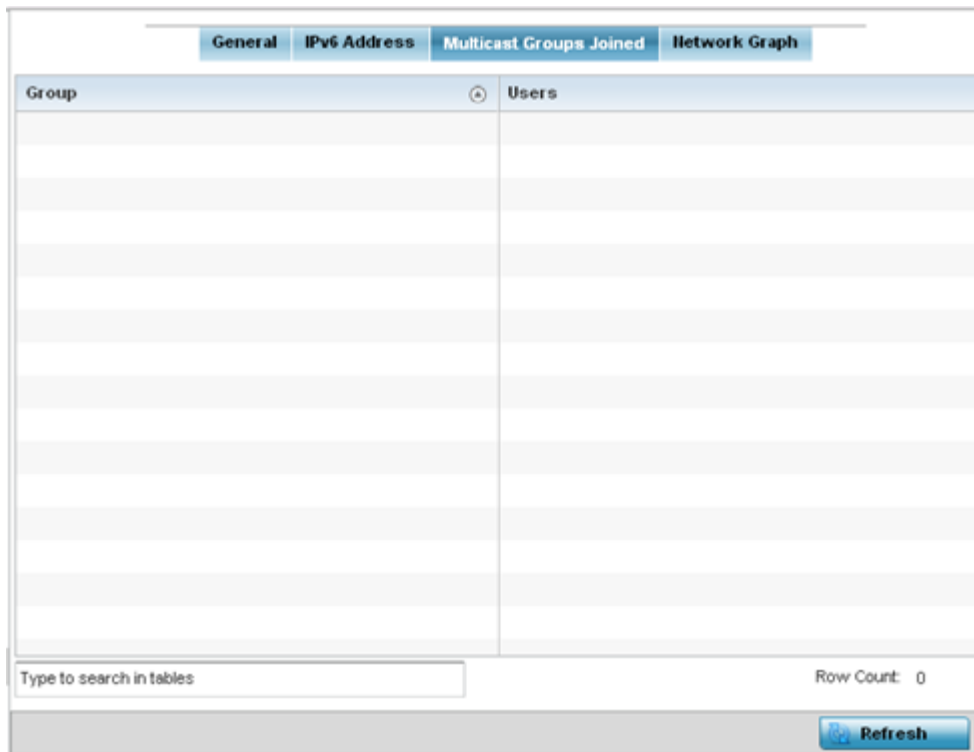 General IPv6 Address Multicast Groups Joined Network Graph
Group Users
Type to search in tables Row Count: 0
Refresh